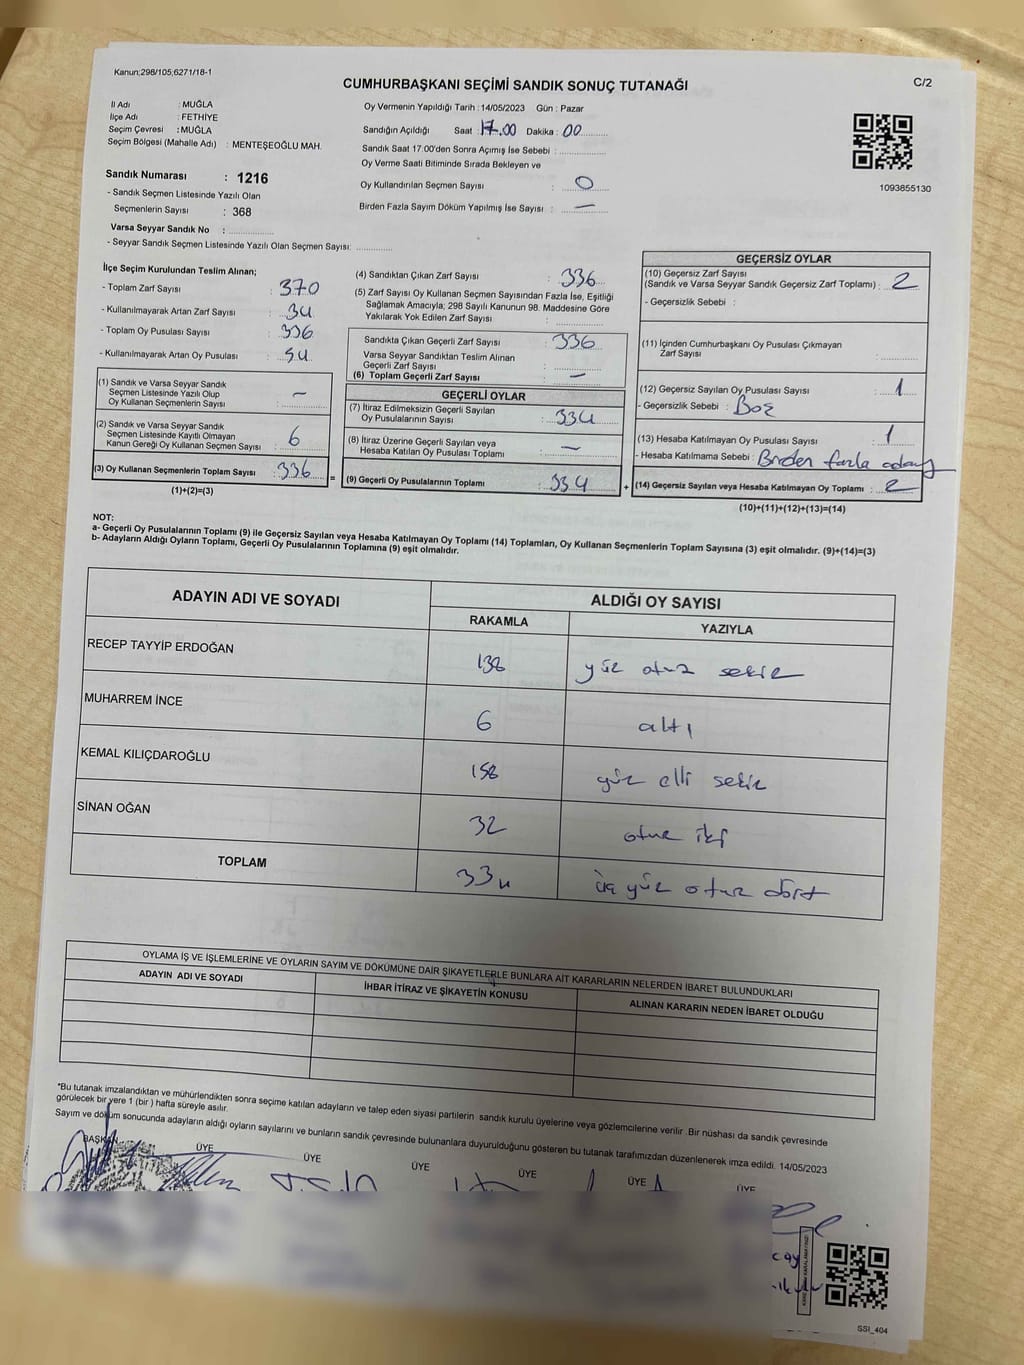 Kanun;298/105;6271/18-1
CUMHURBAŞKANI SEÇİMİ SANDIK SONUÇ TUTANAĞI
C/2
İl Adı : MUĞLA
İlçe Adı : FETHİYE
Seçim Çevresi : MUĞLA
Seçim Bölgesi (Mahalle Adı) : MENTEŞEOĞLU MAH.
Sandık Numarası : 1216
- Sandık Seçmen Listesinde Yazılı Olan
Seçmenlerin Sayısı : 368
Varsa Seyyar Sandık No :
- Seyyar Sandık Seçmen Listesinde Yazılı Olan Seçmen Sayısı:
Oy Vermenin Yapıldığı Tarih : 14/05/2023 Gün : Pazar
Sandığın Açıldığı Saat : 17.00 Dakika : 00
Sandık Saat 17.00'den Sonra Açımış İse Sebebi :
Oy Verme Saati Bitiminde Sırada Bekleyen ve
Oy Kullandırılan Seçmen Sayısı : 0
Birden Fazla Sayım Döküm Yapılmış İse Sayısı : —
1093855130
İlçe Seçim Kurulundan Teslim Alınan;
- Toplam Zarf Sayısı : 370
- Kullanılmayarak Artan Zarf Sayısı : 34
- Toplam Oy Pusulası Sayısı : 336
- Kullanılmayarak Artan Oy Pusulası :
(1) Sandık ve Varsa Seyyar Sandık
Seçmen Listesinde Yazılı Olup
Oy Kullanan Seçmenlerin Sayısı : —
(2) Sandık ve Varsa Seyyar Sandık
Seçmen Listesinde Kayıtlı Olmayan
Kanun Gereği Oy Kullanan Seçmen Sayısı : 6
(3) Oy Kullanan Seçmenlerin Toplam Sayısı : 336 =
(1)+(2)=(3)
(4) Sandıktan Çıkan Zarf Sayısı : 336
(5) Zarf Sayısı Oy Kullanan Seçmen Sayısından Fazla İse, Eşitliği
Sağlamak Amacıyla; 298 Sayılı Kanunun 98. Maddesine Göre
Yakılarak Yok Edilen Zarf Sayısı :
Sandıkta Çıkan Geçerli Zarf Sayısı : 336
Varsa Seyyar Sandıktan Teslim Alınan
Geçerli Zarf Sayısı :
(6) Toplam Geçerli Zarf Sayısı : —
GEÇERLİ OYLAR
(7) İtiraz Edilmeksizin Geçerli Sayılan
Oy Pusulalarının Sayısı : 334
(8) İtiraz Üzerine Geçerli Sayılan veya
Hesaba Katılan Oy Pusulası Toplamı : —
(9) Geçerli Oy Pusulalarının Toplamı : 334 +
GEÇERSİZ OYLAR
(10) Geçersiz Zarf Sayısı
(Sandık ve Varsa Seyyar Sandık Geçersiz Zarf Toplamı) : 2
- Geçersizlik Sebebi :
(11) İçinden Cumhurbaşkanı Oy Pusulası Çıkmayan
Zarf Sayısı :
(12) Geçersiz Sayılan Oy Pusulası Sayısı : 1
- Geçersizlik Sebebi : Boş
(13) Hesaba Katılmayan Oy Pusulası Sayısı : 1
- Hesaba Katılmama Sebebi : Birden fazla aday
(14) Geçersiz Sayılan veya Hesaba Katılmayan Oy Toplamı : 2
(10)+(11)+(12)+(13)=(14)
NOT:
a- Geçerli Oy Pusulalarının Toplamı (9) ile Geçersiz Sayılan veya Hesaba Katılmayan Oy Toplamı (14) Toplamları, Oy Kullanan Seçmenlerin Toplam Sayısına (3) eşit olmalıdır. (9)+(14)=(3)
b- Adayların Aldığı Oyların Toplamı, Geçerli Oy Pusulalarının Toplamına (9) eşit olmalıdır.
ADAYIN ADI VE SOYADI
ALDIĞI OY SAYISI
RAKAMLA YAZIYLA
RECEP TAYYİP ERDOĞAN 138 yüz otuz sekiz
MUHARREM İNCE 6 altı
KEMAL KILIÇDAROĞLU 158 yüz elli sekiz
SİNAN OĞAN 32 otuz iki
TOPLAM 334 üç yüz otuz dört
OYLAMA İŞ VE İŞLEMLERİNE VE OYLARIN SAYIM VE DÖKÜMÜNE DAİR ŞİKAYETLERLE BUNLARA AİT KARARLARIN NELERDEN İBARET BULUNDUKLARI
ADAYIN ADI VE SOYADI İHBAR İTİRAZ VE ŞİKAYETİN KONUSU ALINAN KARARIN NEDEN İBARET OLDUĞU
*Bu tutanak imzalandıktan ve mühürlendikten sonra seçime katılan adayların ve talep eden siyasi partilerin sandık kurulu üyelerine veya gözlemcilerine verilir .Bir nüshası da sandık çevresinde
görülecek bir yere 1 (bir ) hafta süreyle asılır.
Sayım ve döküm sonucunda adayların aldığı oyların sayılarını ve bunların sandık çevresinde bulunanlara duyurulduğunu gösteren bu tutanak tarafımızdan düzenlenerek imza edildi. 14/05/2023
BAŞKAN ÜYE ÜYE ÜYE ÜYE ÜYE ÜYE
SSI_404